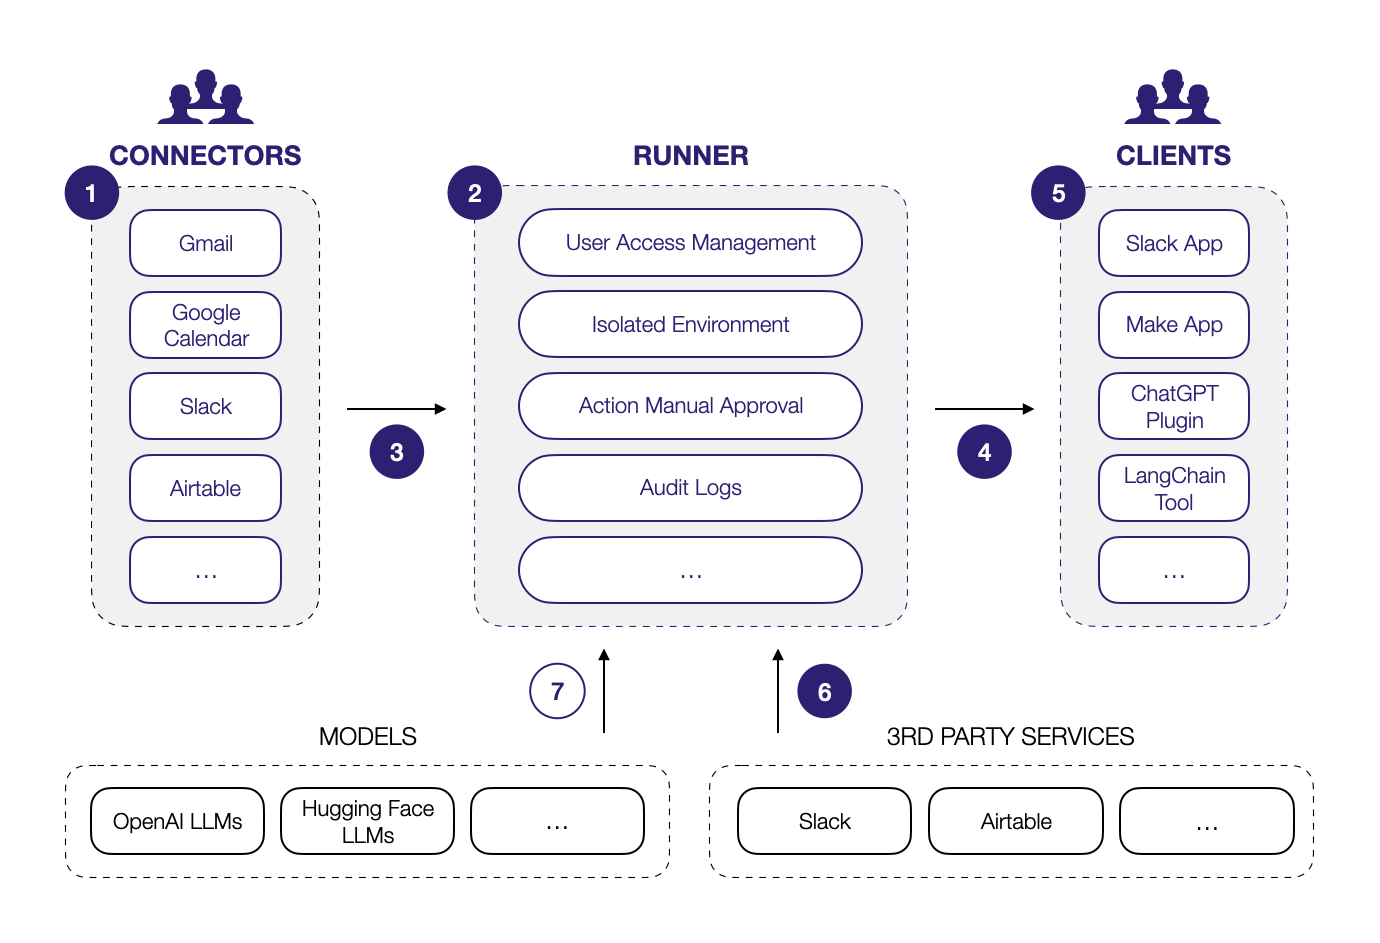 CONNECTORS
1
Gmail
Google
Calendar
Slack
Airtable
...
3
RUNNER
2
User Access Management
Isolated Environment
Action Manual Approval
Audit Logs
...
4
CLIENTS
5
Slack App
Make App
ChatGPT
Plugin
LangChain
Tool
...
7
6
MODELS
OpenAI LLMs
Hugging Face
LLMs
...
3RD PARTY SERVICES
Slack
Airtable
...